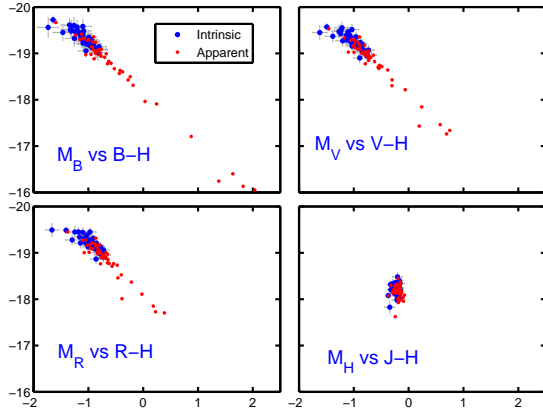 −20
−19
−18
−17
−16
Intrinsic
Apparent
M_B vs B−H
M_V vs V−H
−20
−19
−18
−17
−16
−2 −1 0 1 2
M_R vs R−H
−2 −1 0 1 2
M_H vs J−H